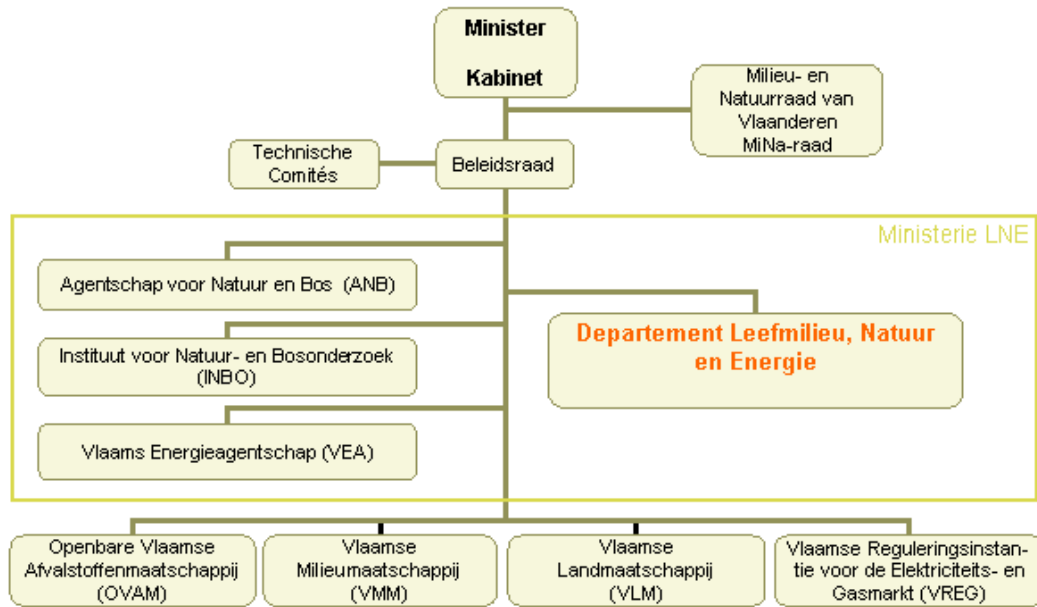 Minister
Kabinet
Milieu- en
Natuurraad van
Vlaanderen
MiNa-raad
Technische
Comités
Beleidsraad
Ministerie LNE
Agentschap voor Natuur en Bos (ANB)
Departement Leefmilieu, Natuur
en Energie
Instituut voor Natuur- en Bosonderzoek
(INBO)
Vlaams Energieagentschap (VEA)
Openbare Vlaamse
Afvalstoffenmaatschappij
(OVAM)
Vlaamse
Milieumaatschappij
(VMM)
Vlaamse
Landmaatschappij
(VLM)
Vlaamse Reguleringsinstan-
tie voor de Elektriciteits- en
Gasmarkt (VREG)